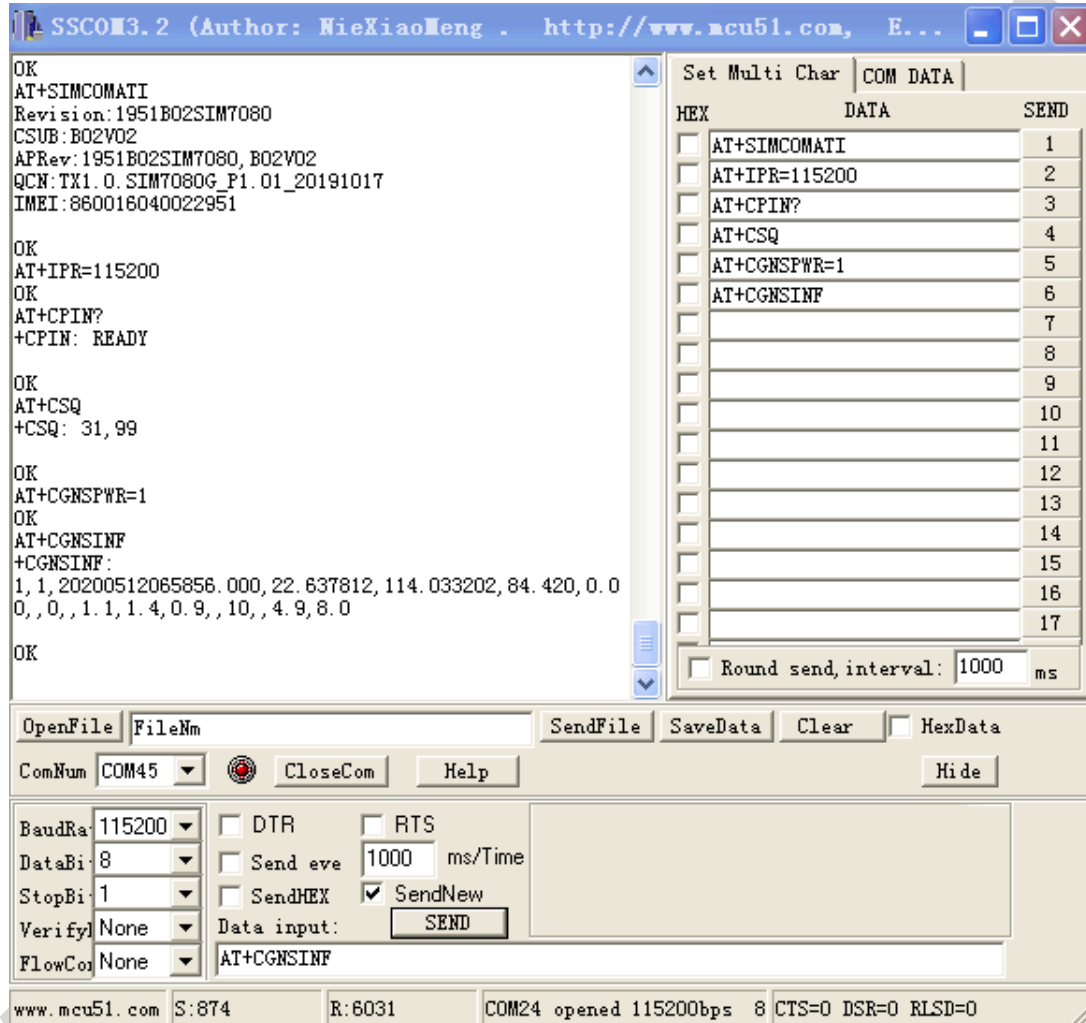 SSCOM3.2 (Author: NieXiaoMeng . http://www.mcu51.com, E...
OK
AT+SIMCOMATI
Revision:1951B02SIM7080
CSUB:B02V02
APRev:1951B02SIM7080,B02V02
QCN:TX1.0.SIM7080G_P1.01_20191017
IMEI:860016040022951
OK
AT+IPR=115200
OK
AT+CPIN?
+CPIN: READY
OK
AT+CSQ
+CSQ: 31,99
OK
AT+CGNSPWR=1
OK
AT+CGNSINF
+CGNSINF:
1,1,20200512065856.000,22.637812,114.033202,84.420,0.0
0,,0,,1.1,1.4,0.9,,10,,4.9,8.0
OK
Set Multi Char COM DATA
HEX DATA SEND
AT+SIMCOMATI 1
AT+IPR=115200 2
AT+CPIN? 3
AT+CSQ 4
AT+CGNSPWR=1 5
AT+CGNSINF 6
7
8
9
10
11
12
13
14
15
16
17
Round send,interval: 1000 ms
OpenFile FileNm SendFile SaveData Clear HexData
ComNum COM45 CloseCom Help Hide
BaudRa 115200 DTR RTS
DataBi 8 Send eve 1000 ms/Time
StopBi 1 SendHEX SendNew
Verify None Data input: SEND
FlowCo None AT+CGNSINF
www.mcu51.com S:874 R:6031 COM24 opened 115200bps 8 CTS=0 DSR=0 RLSD=0